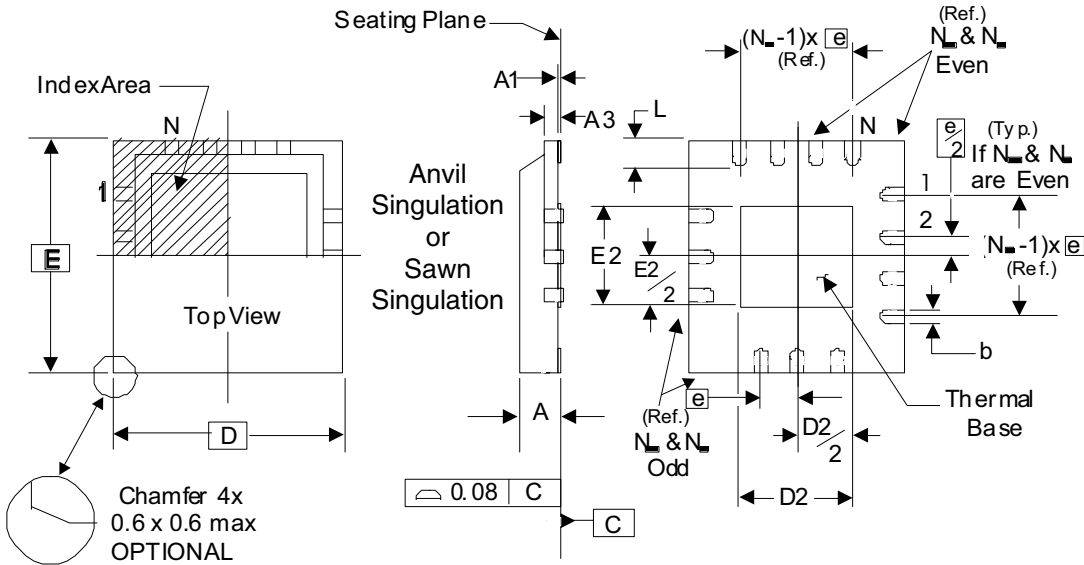 Seating Plane
(N -1)x e
(Ref.)
(Ref.)
N & N
Even
Index Area
N
A1
A3
L
N
e/2
(Typ.)
If N & N
are Even
1
1
2
Anvil
Singulation
or
Sawn
Singulation
E
E2
E2/2
(N -1)x e
(Ref.)
Top View
b
A
e
(Ref.)
N & N
Odd
D2/2
Thermal
Base
D
D2
0.08 C
C
Chamfer 4x
0.6 x 0.6 max
OPTIONAL